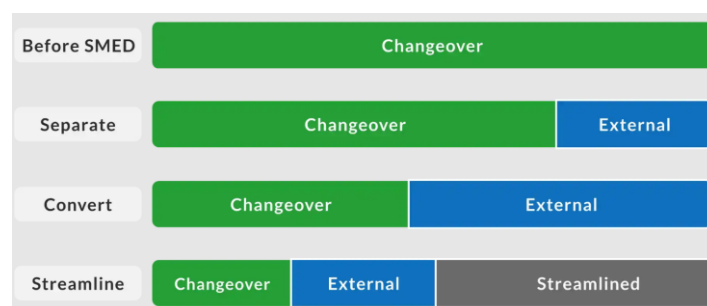 Before SMED
Changeover
Separate
Changeover
External
Convert
Changeover
External
Streamline
Changeover
External
Streamlined